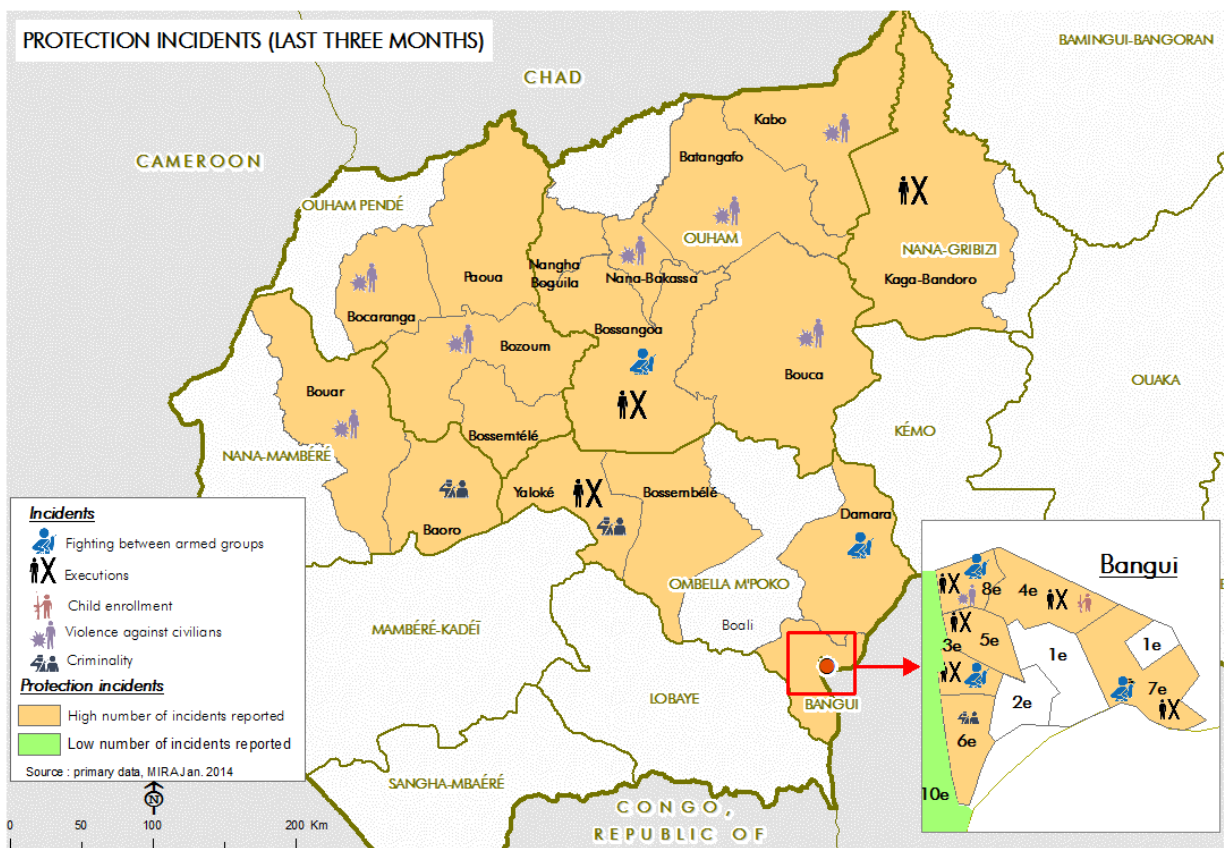 PROTECTION INCIDENTS (LAST THREE MONTHS)
BAMINGUI-BANGORAN
CHAD
CAMEROON
Kabo
Batangafo
OUHAM PENDÉ
OUHAM
NANA-GRIBIZI
Kaga-Bandoro
Paoua
Nangha
Boguila
Nana-Bakassa
Bocaranga
Bossangoa
Bozoum
Bouca
Bouar
OUAKA
KÉMO
Bossemtélé
NANA-MAMBÉRÉ
Yaloké
Bossembélé
Baoro
Damara
OMBELLA M'POKO
Boali
MAMBÉRÉ-KADÉÏ
LOBAYE
BANGUI
SANGHA-MBAÉRÉ
CONGO,
REPUBLIC OF
Incidents
Fighting between armed groups
Executions
Child enrollment
Violence against civilians
Criminality
Protection incidents
High number of incidents reported
Low number of incidents reported
Source : primary data, MIRA Jan. 2014
N
0 50 100 200 Km
Bangui
8e
4e
3e
5e
1e
1e
7e
2e
6e
10e